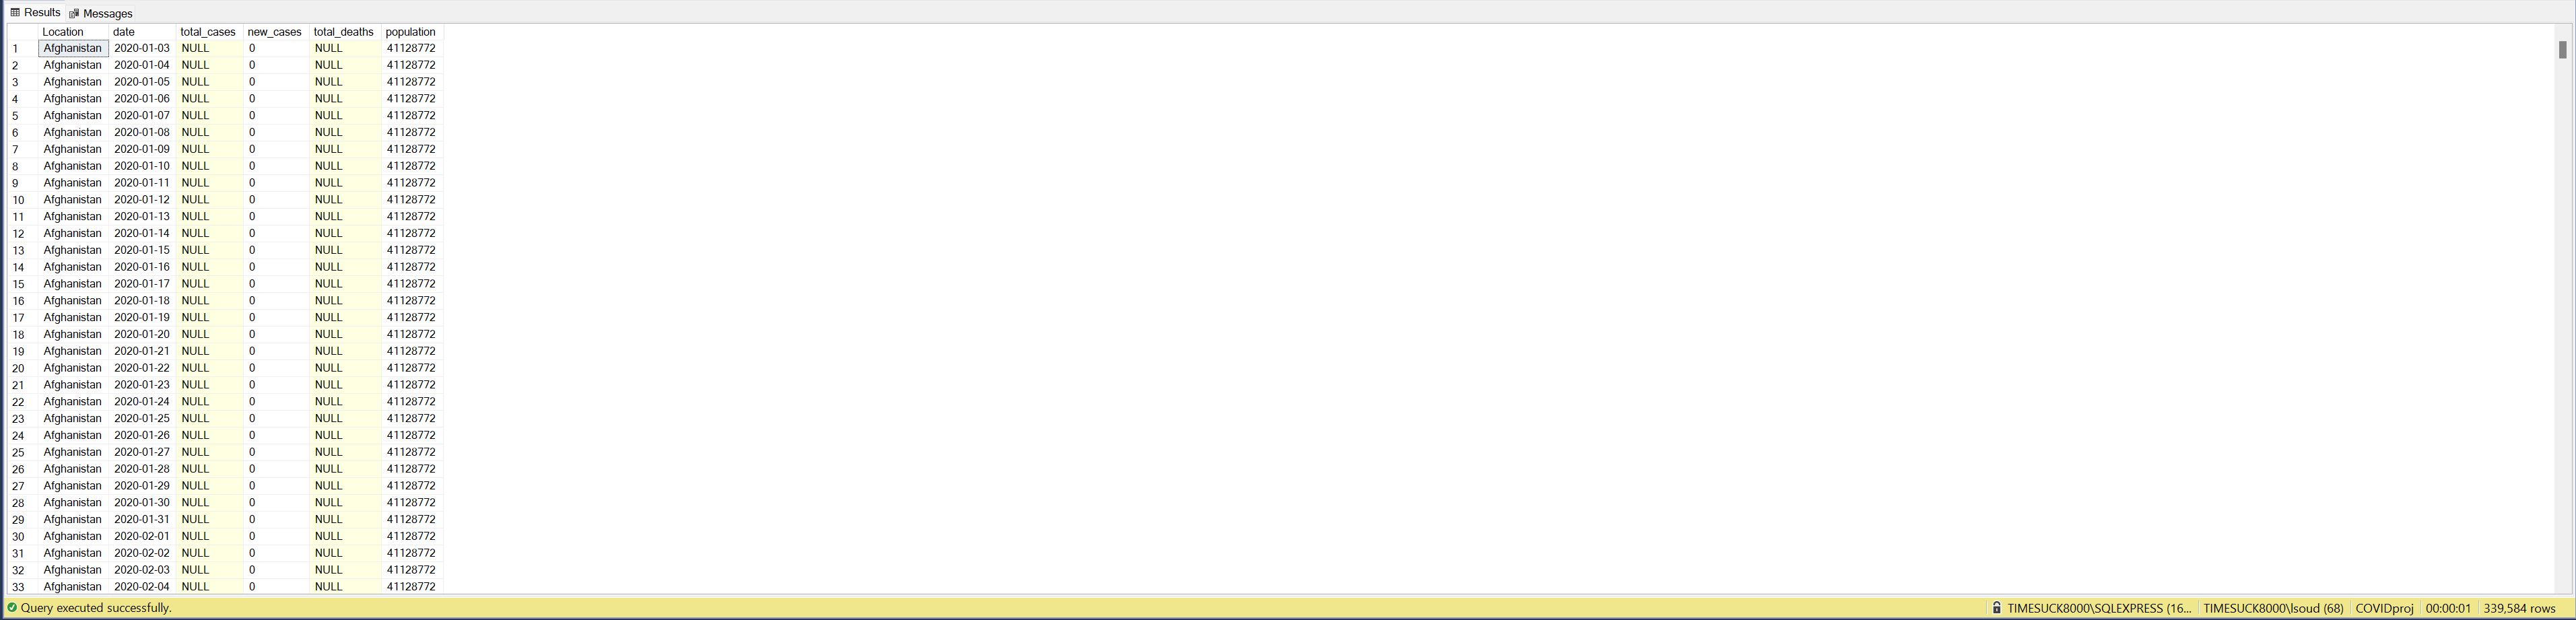 Results Messages
Location date total_cases new_cases total_deaths population
1 Afghanistan 2020-01-03 NULL 0 NULL 41128772
2 Afghanistan 2020-01-04 NULL 0 NULL 41128772
3 Afghanistan 2020-01-05 NULL 0 NULL 41128772
4 Afghanistan 2020-01-06 NULL 0 NULL 41128772
5 Afghanistan 2020-01-07 NULL 0 NULL 41128772
6 Afghanistan 2020-01-08 NULL 0 NULL 41128772
7 Afghanistan 2020-01-09 NULL 0 NULL 41128772
8 Afghanistan 2020-01-10 NULL 0 NULL 41128772
9 Afghanistan 2020-01-11 NULL 0 NULL 41128772
10 Afghanistan 2020-01-12 NULL 0 NULL 41128772
11 Afghanistan 2020-01-13 NULL 0 NULL 41128772
12 Afghanistan 2020-01-14 NULL 0 NULL 41128772
13 Afghanistan 2020-01-15 NULL 0 NULL 41128772
14 Afghanistan 2020-01-16 NULL 0 NULL 41128772
15 Afghanistan 2020-01-17 NULL 0 NULL 41128772
16 Afghanistan 2020-01-18 NULL 0 NULL 41128772
17 Afghanistan 2020-01-19 NULL 0 NULL 41128772
18 Afghanistan 2020-01-20 NULL 0 NULL 41128772
19 Afghanistan 2020-01-21 NULL 0 NULL 41128772
20 Afghanistan 2020-01-22 NULL 0 NULL 41128772
21 Afghanistan 2020-01-23 NULL 0 NULL 41128772
22 Afghanistan 2020-01-24 NULL 0 NULL 41128772
23 Afghanistan 2020-01-25 NULL 0 NULL 41128772
24 Afghanistan 2020-01-26 NULL 0 NULL 41128772
25 Afghanistan 2020-01-27 NULL 0 NULL 41128772
26 Afghanistan 2020-01-28 NULL 0 NULL 41128772
27 Afghanistan 2020-01-29 NULL 0 NULL 41128772
28 Afghanistan 2020-01-30 NULL 0 NULL 41128772
29 Afghanistan 2020-01-31 NULL 0 NULL 41128772
30 Afghanistan 2020-02-01 NULL 0 NULL 41128772
31 Afghanistan 2020-02-02 NULL 0 NULL 41128772
32 Afghanistan 2020-02-03 NULL 0 NULL 41128772
33 Afghanistan 2020-02-04 NULL 0 NULL 41128772
Query executed successfully. TIMESUCK8000\SQLEXPRESS (16... TIMESUCK8000\lsoud (68) COVIDproj 00:00:01 339,584 rows